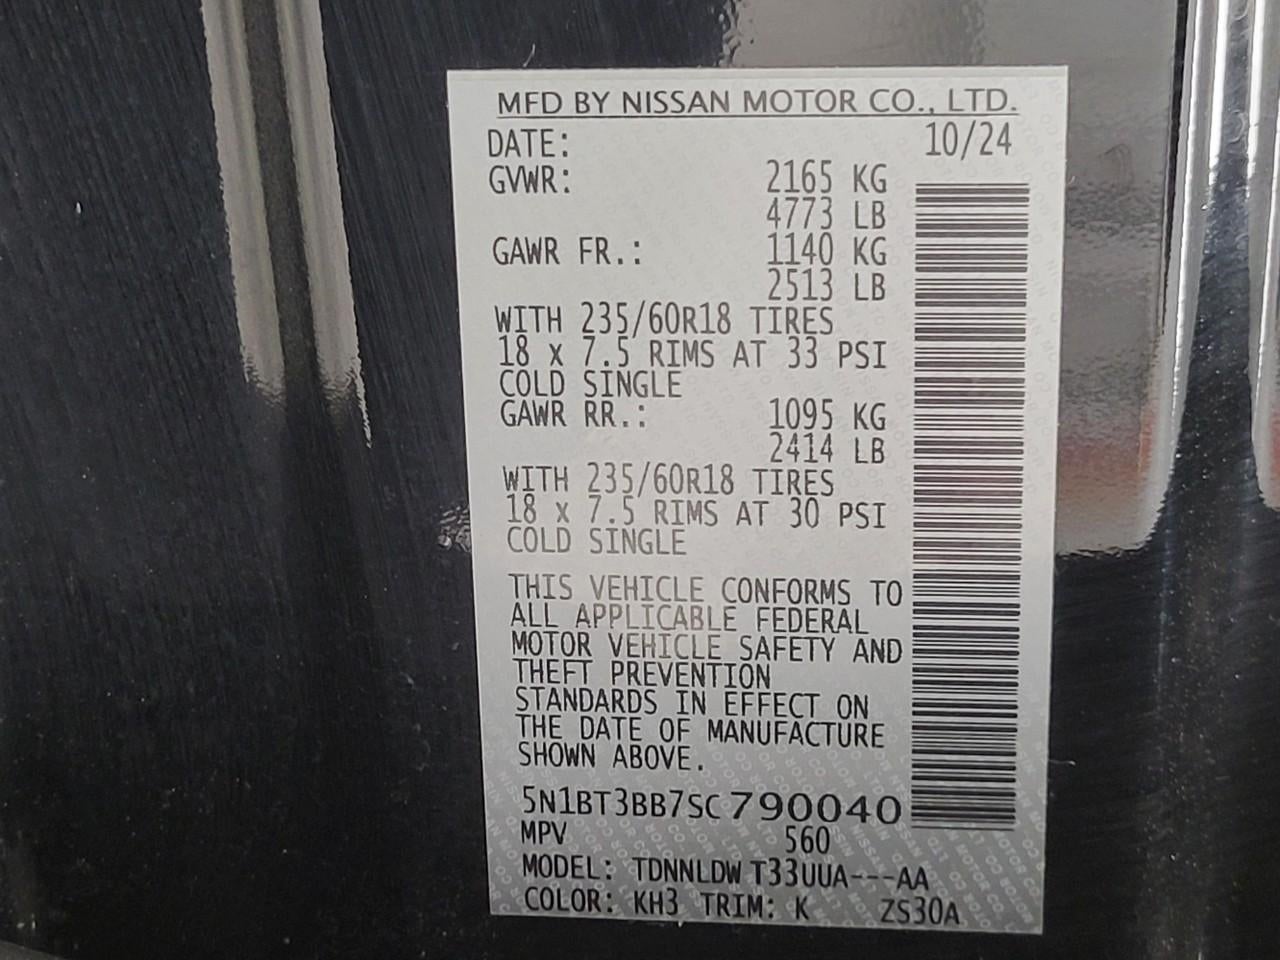 MFD BY NISSAN MOTOR CO., LTD.
DATE: 10/24
GVWR: 2165 KG
4773 LB
GAWR FR.: 1140 KG
2513 LB
WITH 235/60R18 TIRES
18 x 7.5 RIMS AT 33 PSI
COLD SINGLE
GAWR RR.: 1095 KG
2414 LB
WITH 235/60R18 TIRES
18 x 7.5 RIMS AT 30 PSI
COLD SINGLE
THIS VEHICLE CONFORMS TO
ALL APPLICABLE FEDERAL
MOTOR VEHICLE SAFETY AND
THEFT PREVENTION
STANDARDS IN EFFECT ON
THE DATE OF MANUFACTURE
SHOWN ABOVE.
5N1BT3BB7SC790040
MPV 560
MODEL: TDNNLDW T33UUA---AA
COLOR: KH3 TRIM: K ZS30A